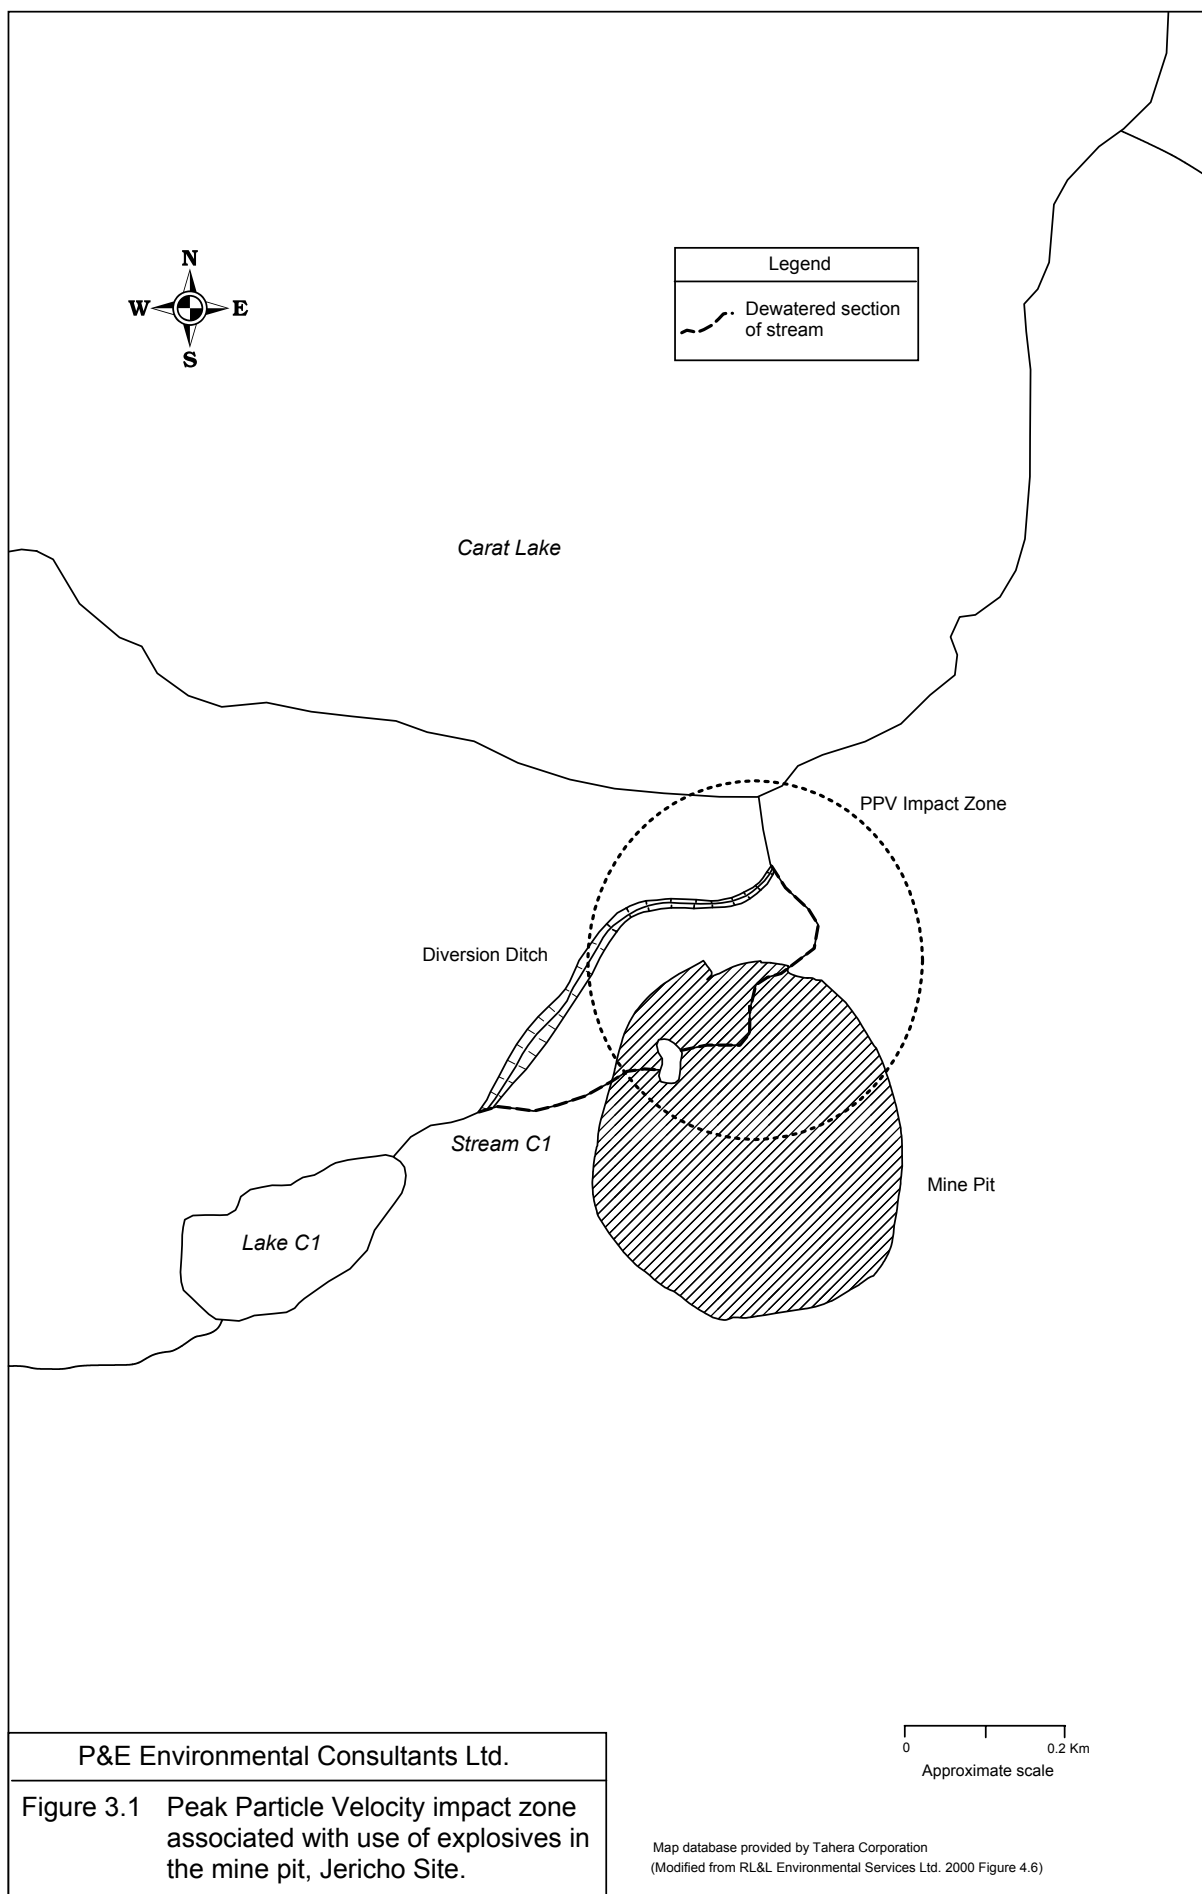 N
W E
S
Legend
Dewatered section
of stream
Carat Lake
PPV Impact Zone
Diversion Ditch
Stream C1
Mine Pit
Lake C1
0 0.2 Km
Approximate scale
P&E Environmental Consultants Ltd.
Figure 3.1 Peak Particle Velocity impact zone
associated with use of explosives in
the mine pit, Jericho Site.
Map database provided by Tahera Corporation
(Modified from RL&L Environmental Services Ltd. 2000 Figure 4.6)